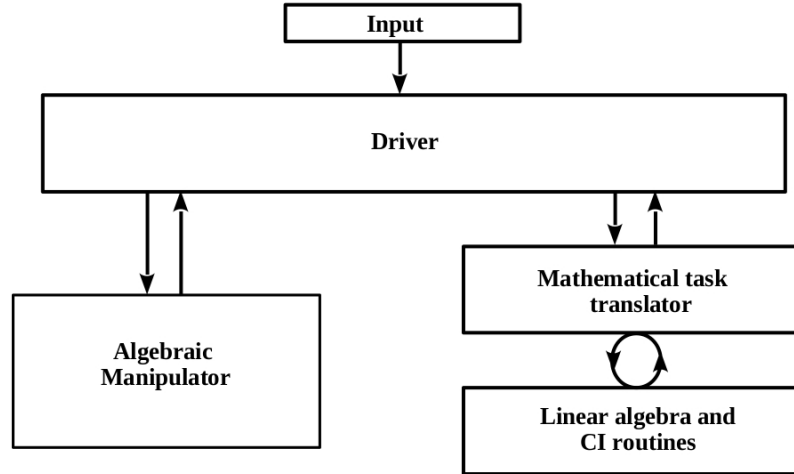 Input
Driver
Mathematical task
translator
Algebraic
Manipulator
Linear algebra and
CI routines